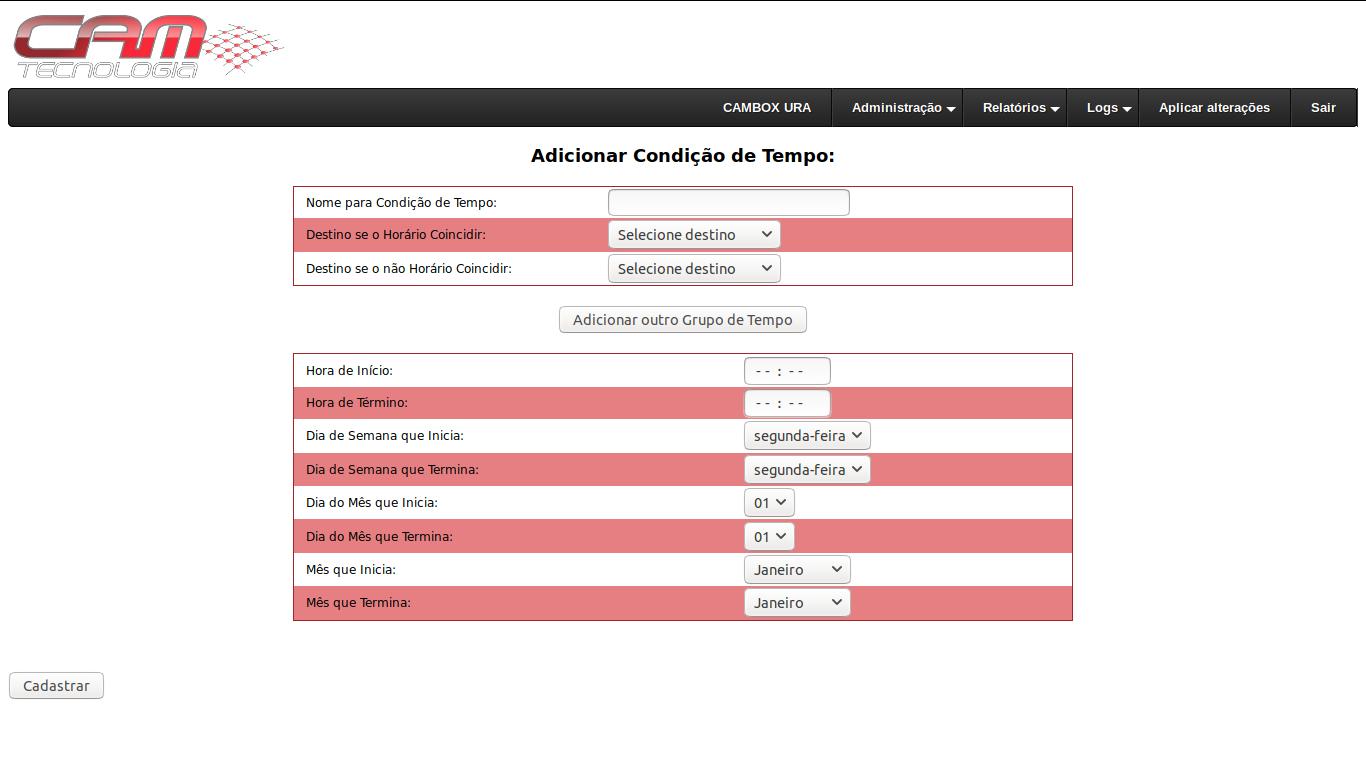 CAM
TECNOLOGIA
CAMBOX URA Administração Relatórios Logs Aplicar alterações Sair
Adicionar Condição de Tempo:
Nome para Condição de Tempo:
Destino se o Horário Coincidir: Selecione destino
Destino se o não Horário Coincidir: Selecione destino
Adicionar outro Grupo de Tempo
Hora de Início: -- : --
Hora de Término: -- : --
Dia de Semana que Inicia: segunda-feira
Dia de Semana que Termina: segunda-feira
Dia do Mês que Inicia: 01
Dia do Mês que Termina: 01
Mês que Inicia: Janeiro
Mês que Termina: Janeiro
Cadastrar